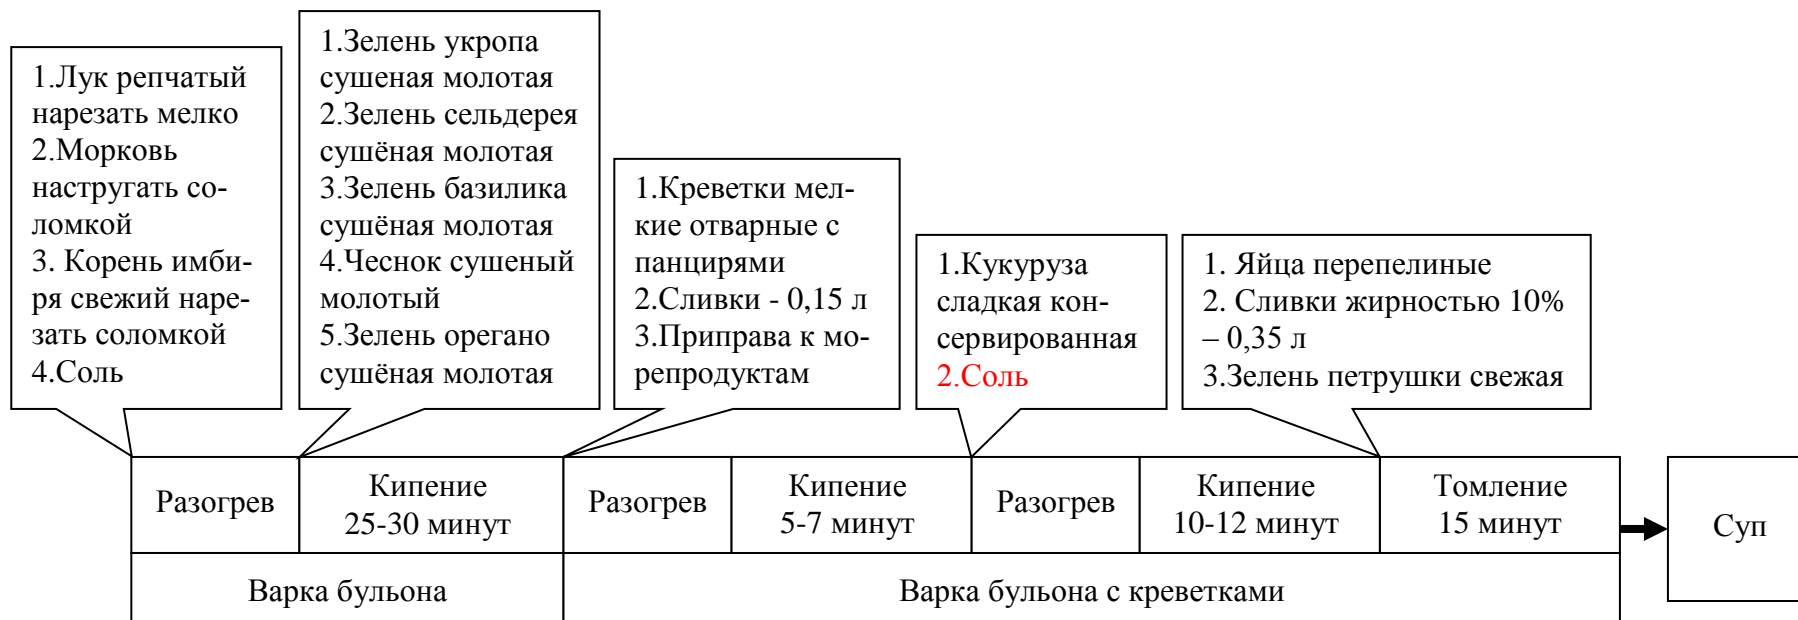 1.Лук репчатый
нарезать мелко
2.Морковь
настругать со-
ломкой
3. Корень имби-
ря свежий наре-
зать соломкой
4.Соль
1.Зелень укропа
сушеная молотая
2.Зелень сельдерея
сушёная молотая
3.Зелень базилика
сушёная молотая
4.Чеснок сушеный
молотый
5.Зелень орегано
сушёная молотая
1.Креветки мел-
кие отварные с
панцирями
2.Сливки - 0,15 л
3.Приправа к мо-
репродуктам
1.Кукуруза
сладкая кон-
сервированная
2.Соль
1. Яйца перепелиные
2. Сливки жирностью 10%
– 0,35 л
3.Зелень петрушки свежая
Разогрев
Кипение
25-30 минут
Разогрев
Кипение
5-7 минут
Разогрев
Кипение
10-12 минут
Томление
15 минут
Суп
Варка бульона
Варка бульона с креветками